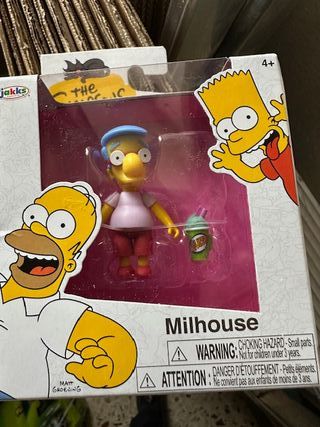 jakks
4+
THE
Milhouse
WARNING: CHOKING HAZARD - Small parts.
Not for children under 3 years.
ATTENTION : DANGER D'ÉTOUFFEMENT - Petits éléments.
Ne convient pas aux enfants de moins de 3 ans.
MATT
GROENING